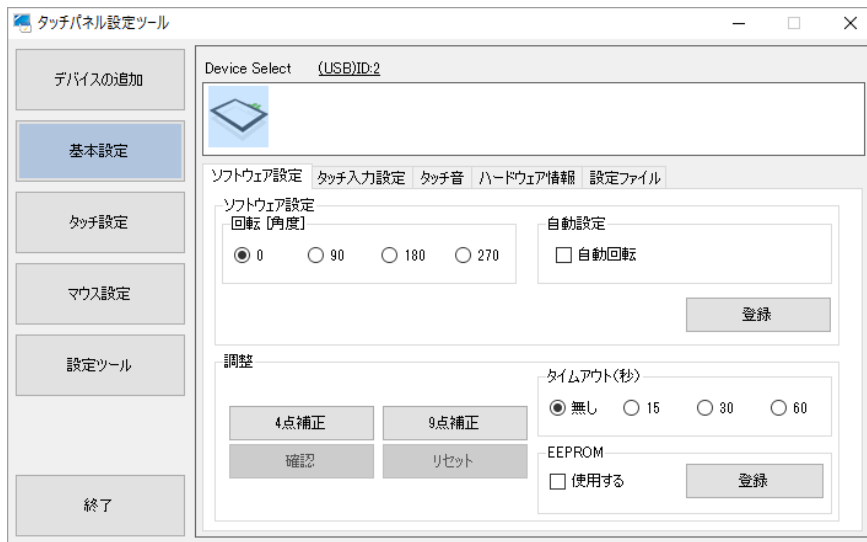 タッチパネル設定ツール
デバイスの追加
基本設定
タッチ設定
マウス設定
設定ツール
終了
Device Select (USB)ID:2
ソフトウェア設定 タッチ入力設定 タッチ音 ハードウェア情報 設定ファイル
ソフトウェア設定
回転 [角度]
0 90 180 270
自動設定
自動回転
登録
調整
4点補正 9点補正
確認 リセット
タイムアウト(秒)
無し 15 30 60
EEPROM
使用する 登録